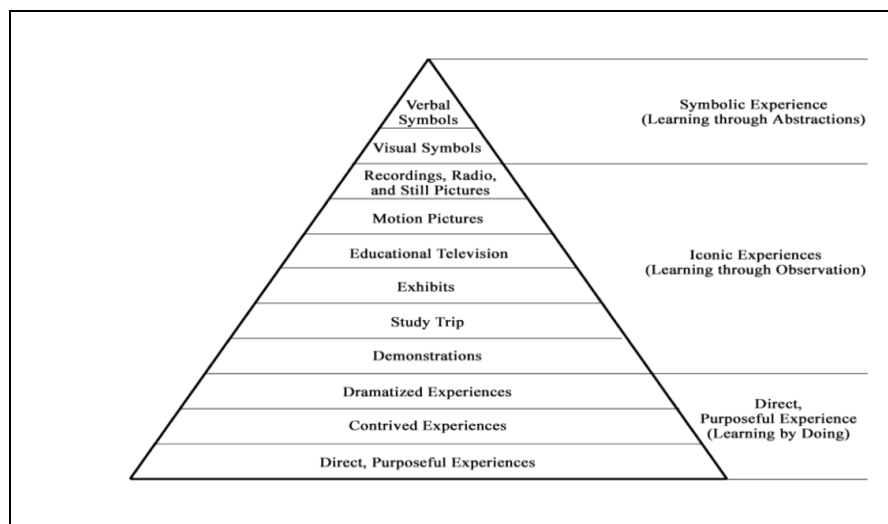 Verbal
Symbols
Visual Symbols
Recordings, Radio,
and Still Pictures
Motion Pictures
Educational Television
Exhibits
Study Trip
Demonstrations
Dramatized Experiences
Contrived Experiences
Direct, Purposeful Experiences
Symbolic Experience
(Learning through Abstractions)
Iconic Experiences
(Learning through Observation)
Direct,
Purposeful Experience
(Learning by Doing)